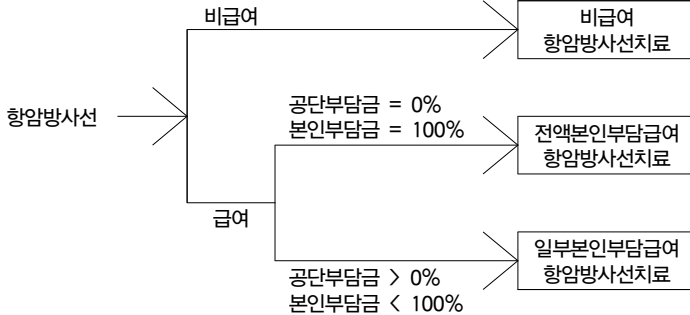 비급여
비급여
항암방사선치료
항암방사선
공단부담금 = 0%
본인부담금 = 100%
전액본인부담급여
항암방사선치료
급여
일부본인부담급여
항암방사선치료
공단부담금 > 0%
본인부담금 < 100%